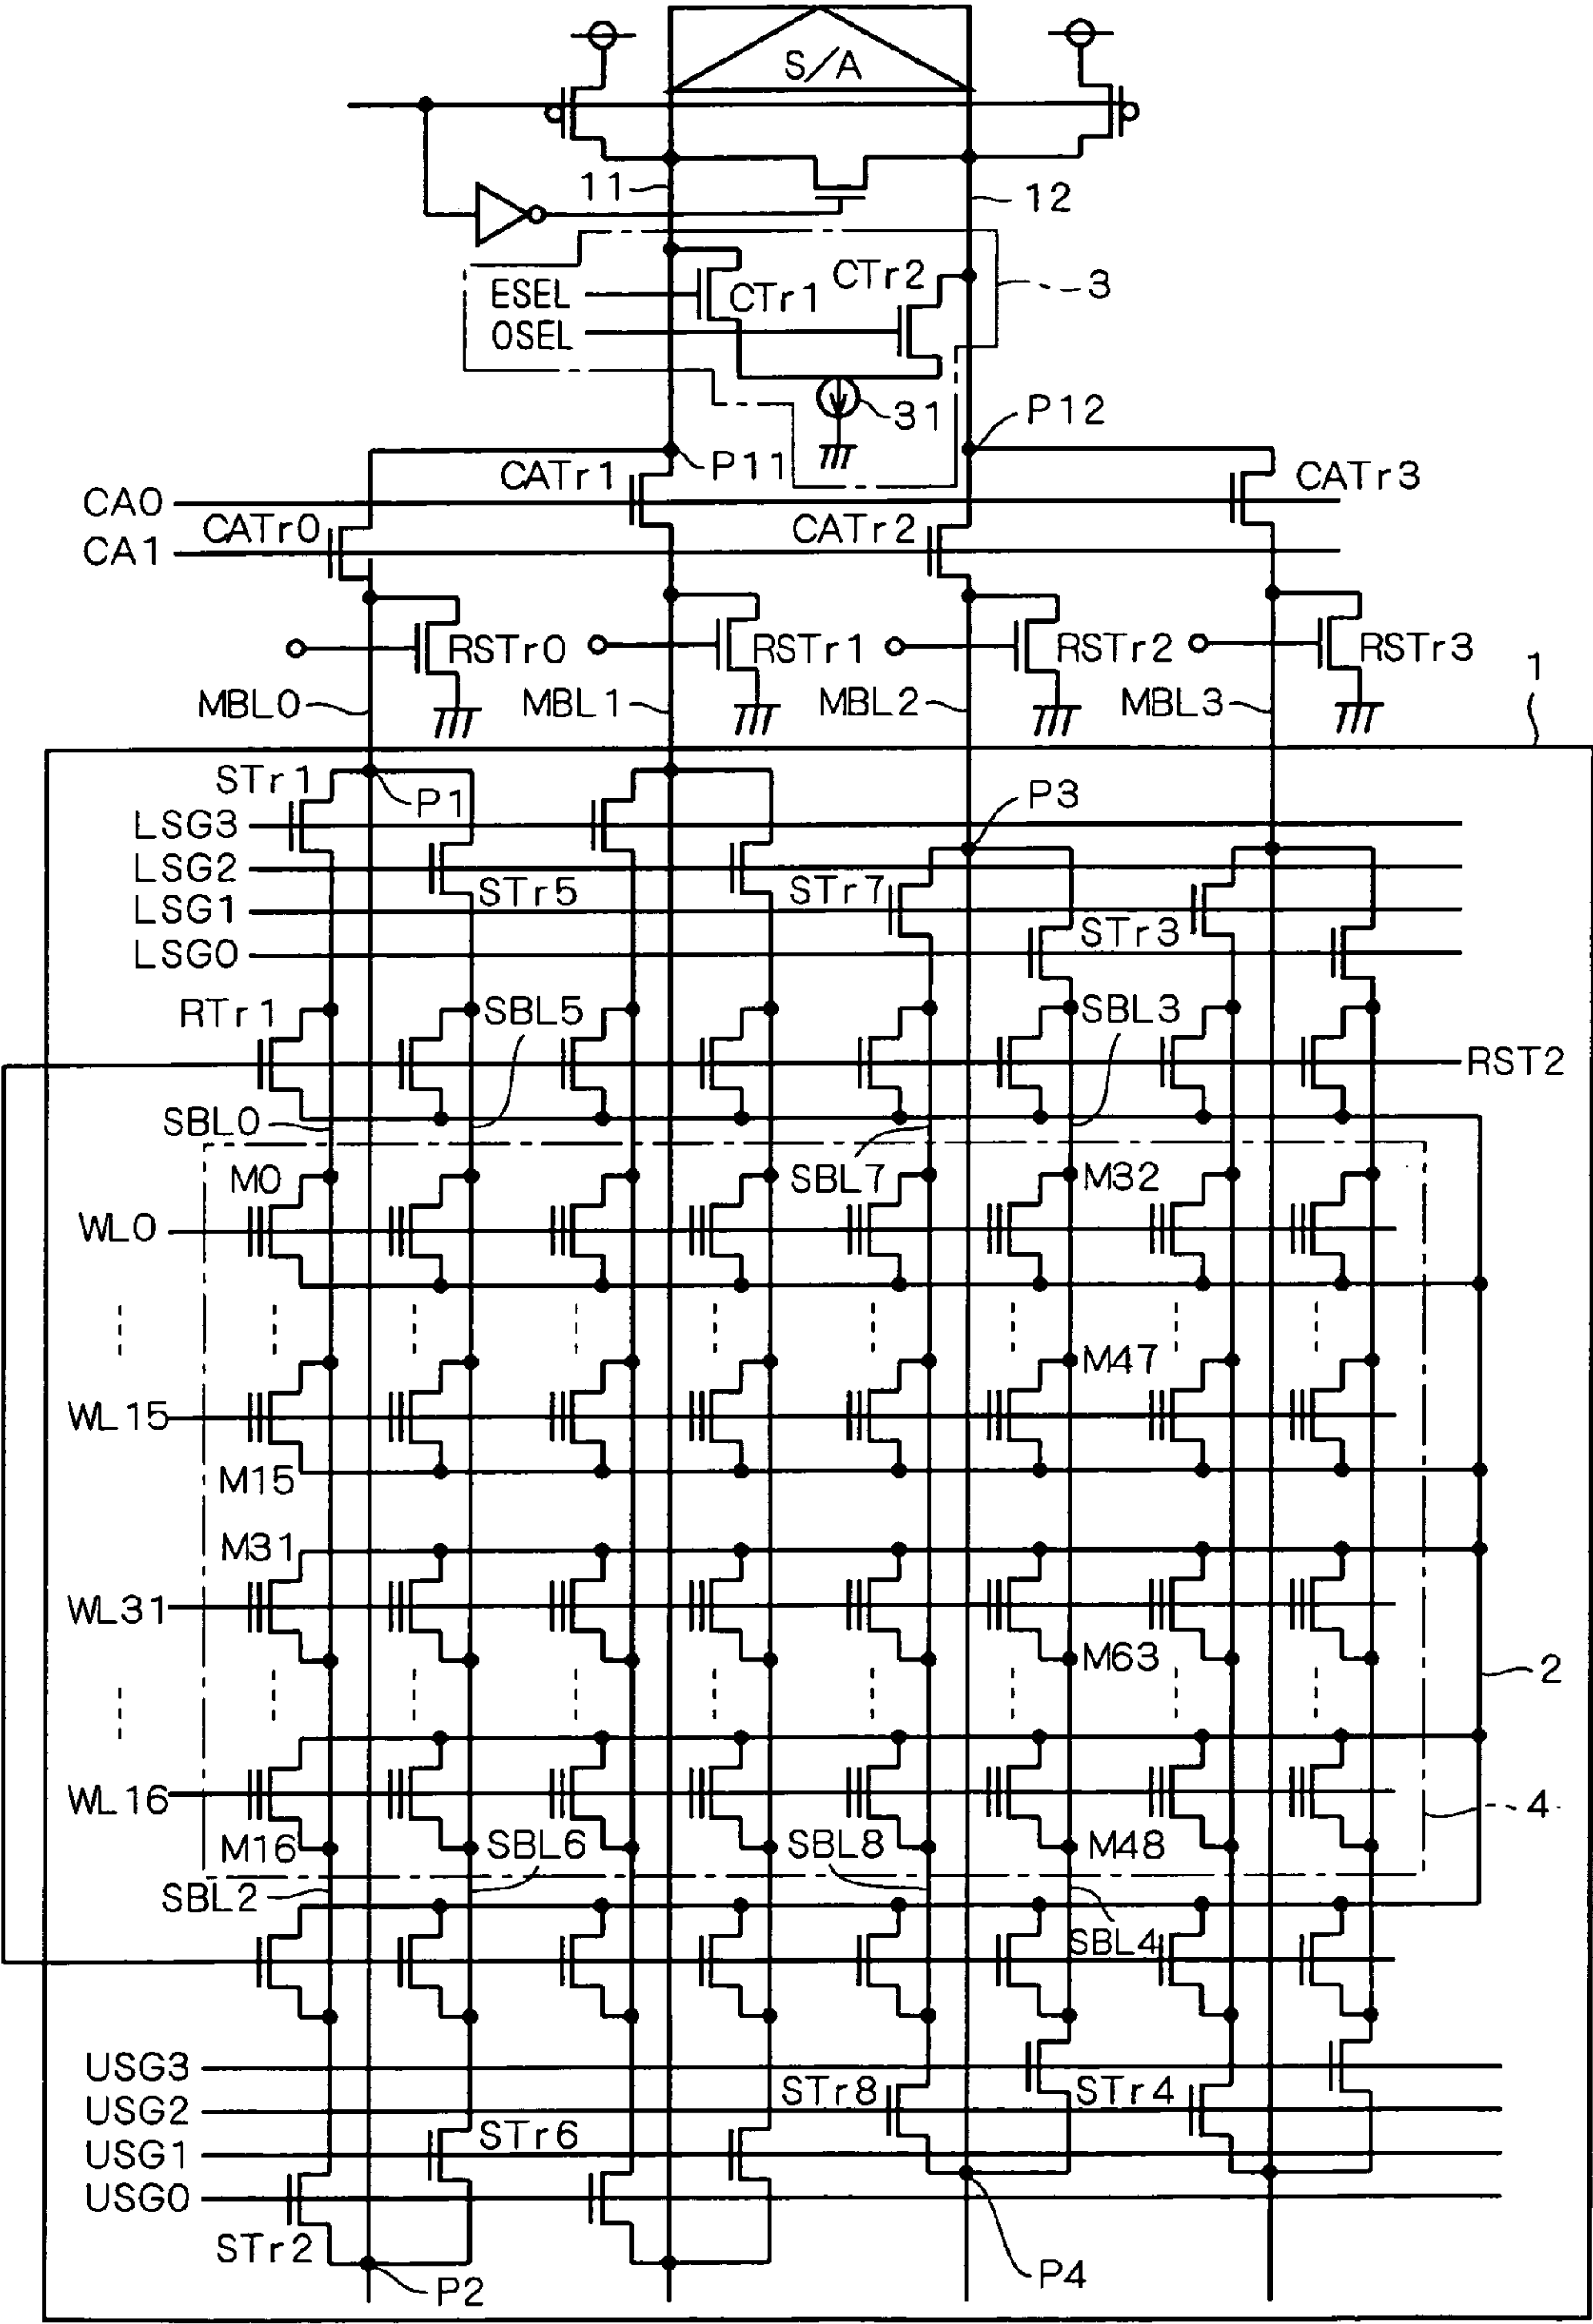 S/A
11
12
ESEL
CTr1
CTr2
3
OSEL
31
P12
CATr1
P11
CATr3
CA0
CATr0
CATr2
CA1
RSTr0
RSTr1
RSTr2
RSTr3
MBL0
MBL1
MBL2
MBL3
1
STr1
P1
P3
LSG3
LSG2
STr5
STr7
LSG1
STr3
LSG0
RTr1
SBL5
SBL3
RST2
SBL0
M0
SBL7
M32
WL0
M47
WL15
M15
M31
WL31
M63
2
WL16
4
M16
SBL6
SBL8
M48
SBL2
SBL4
USG3
STr8
STr4
USG2
STr6
USG1
USG0
STr2
P2
P4